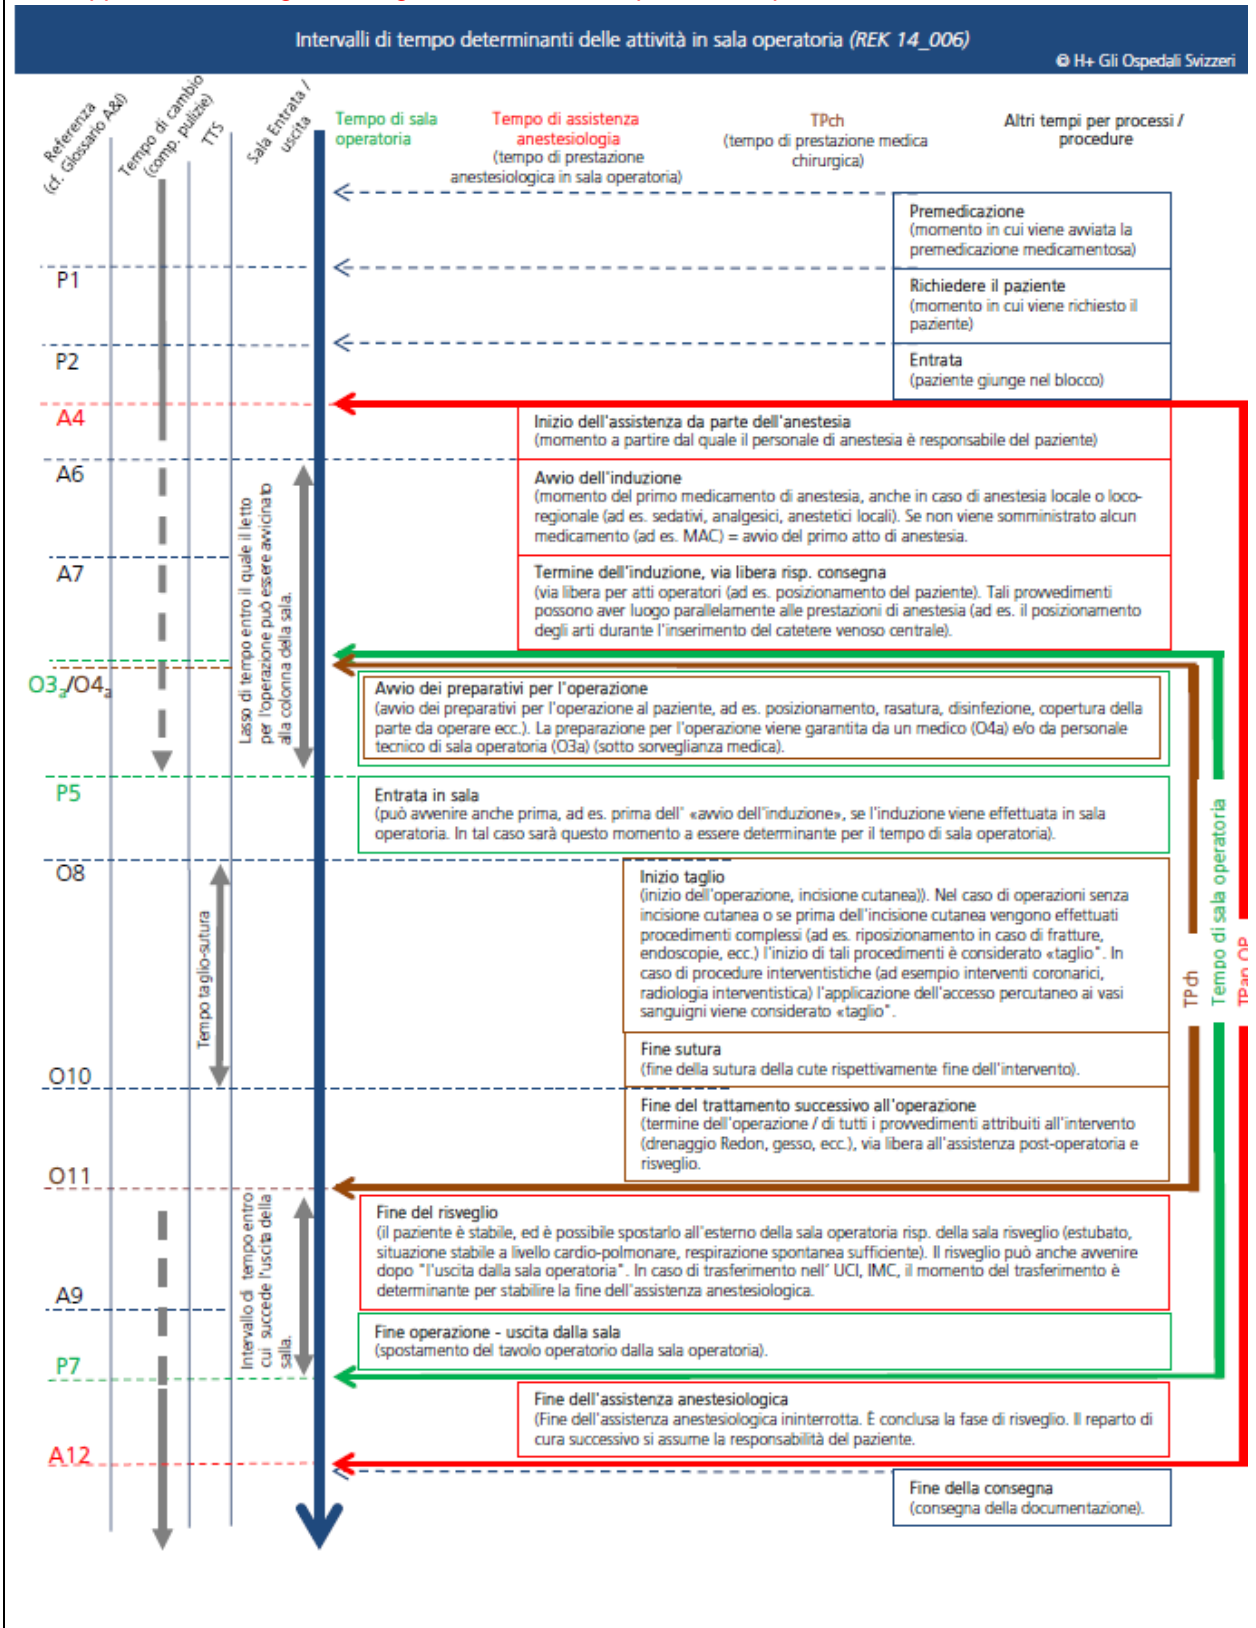 Intervalli di tempo determinanti delle attività in sala operatoria (REK 14_006)
© H+ Gli Ospedali Svizzeri
Referenza
(cf. Glossario A&I)
Tempo di cambio
(comp. pulizie)
TTS
Sala Entrata /
uscita
Tempo di sala
operatoria
Tempo di assistenza
anestesiologia
(tempo di prestazione
anestesiologica in sala operatoria)
TPch
(tempo di prestazione medica
chirurgica)
Altri tempi per processi /
procedure
Premedicazione
(momento in cui viene avviata la
premedicazione medicamentosa)
P1
Richiedere il paziente
(momento in cui viene richiesto il
paziente)
P2
Entrata
(paziente giunge nel blocco)
A4
Inizio dell'assistenza da parte dell'anestesia
(momento a partire dal quale il personale di anestesia è responsabile del paziente)
A6
Avvio dell'induzione
(momento del primo medicamento di anestesia, anche in caso di anestesia locale o loco-
regionale (ad es. sedativi, analgesici, anestetici locali). Se non viene somministrato alcun
medicamento (ad es. MAC) = avvio del primo atto di anestesia.
A7
Termine dell'induzione, via libera risp. consegna
(via libera per atti operatori (ad es. posizionamento del paziente). Tali provvedimenti
possono aver luogo parallelamente alle prestazioni di anestesia (ad es. il posizionamento
degli arti durante l'inserimento del catetere venoso centrale).
Lasso di tempo entro il quale il letto
per l'operazione può essere avvicinato
alla colonna della sala.
O3a/O4a
Avvio dei preparativi per l'operazione
(avvio dei preparativi per l'operazione al paziente, ad es. posizionamento, rasatura, disinfezione, copertura della
parte da operare ecc.). La preparazione per l'operazione viene garantita da un medico (O4a) e/o da personale
tecnico di sala operatoria (O3a) (sotto sorveglianza medica).
P5
Entrata in sala
(può avvenire anche prima, ad es. prima dell' «avvio dell'induzione», se l'induzione viene effettuata in sala
operatoria. In tal caso sarà questo momento a essere determinante per il tempo di sala operatoria).
O8
Inizio taglio
(inizio dell'operazione, incisione cutanea)). Nel caso di operazioni senza
incisione cutanea o se prima dell'incisione cutanea vengono effettuati
procedimenti complessi (ad es. riposizionamento in caso di fratture,
endoscopie, ecc.) l'inizio di tali procedimenti è considerato «taglio". In
caso di procedure interventistiche (ad esempio interventi coronarici,
radiologia interventistica) l'applicazione dell'accesso percutaneo ai vasi
sanguigni viene considerato «taglio".
Tempo taglio-sutura
TPch
Tempo di sala operatoria
TPan OP
Fine sutura
(fine della sutura della cute rispettivamente fine dell'intervento).
O10
Fine del trattamento successivo all'operazione
(termine dell'operazione / di tutti i provvedimenti attribuiti all'intervento
(drenaggio Redon, gesso, ecc.), via libera all'assistenza post-operatoria e
risveglio.
O11
Fine del risveglio
(il paziente è stabile, ed è possibile spostarlo all'esterno della sala operatoria risp. della sala risveglio (estubato,
situazione stabile a livello cardio-polmonare, respirazione spontanea sufficiente). Il risveglio può anche avvenire
dopo "l'uscita dalla sala operatoria". In caso di trasferimento nell' UCI, IMC, il momento del trasferimento è
determinante per stabilire la fine dell'assistenza anestesiologica.
Intervallo di tempo entro
cui succede l'uscita della
salla.
A9
Fine operazione - uscita dalla sala
(spostamento del tavolo operatorio dalla sala operatoria).
P7
Fine dell'assistenza anestesiologica
(Fine dell'assistenza anestesiologica ininterrotta. È conclusa la fase di risveglio. Il reparto di
cura successivo si assume la responsabilità del paziente.
A12
Fine della consegna
(consegna della documentazione).